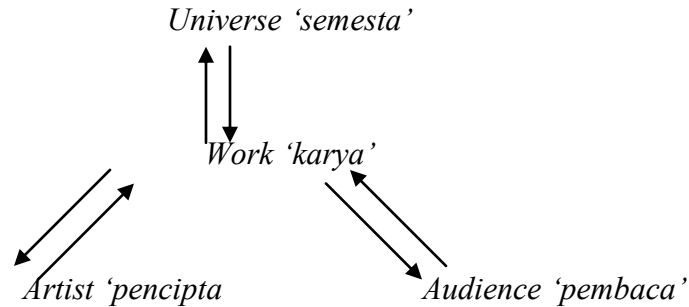 Universe ‘semesta’
Work ‘karya’
Artist ‘pencipta
Audience ‘pembaca’